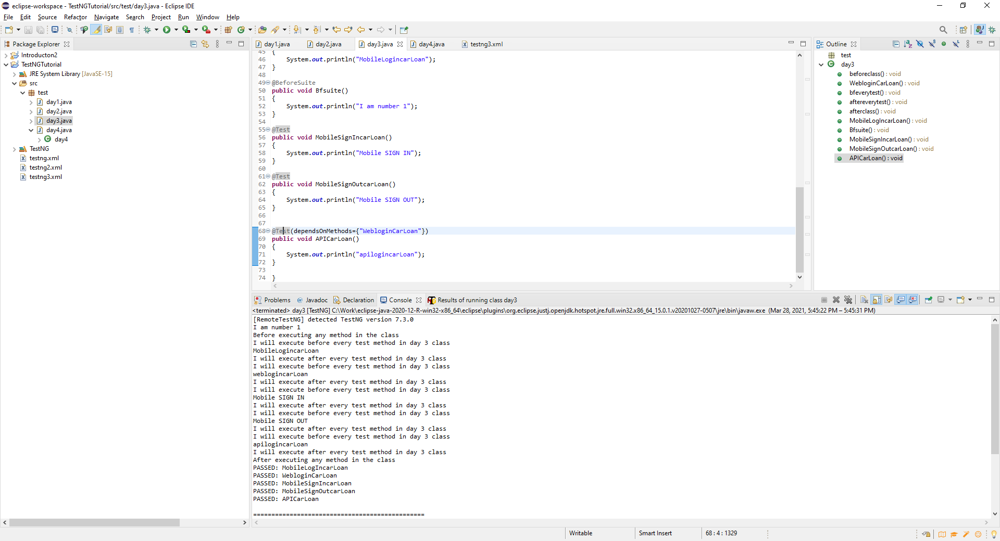 eclipse-workspace - TestNGTutorial/src/test/day3.java - Eclipse IDE
File Edit Source Refactor Navigate Search Project Run Window Help
Package Explorer
Introducton2
TestNGTutorial
JRE System Library [JavaSE-15]
src
test
day1.java
day2.java
day3.java
day4.java
day4
TestNG
testng.xml
testng2.xml
testng3.xml
day1.java day2.java day3.java day4.java testng3.xml
45 {
46 System.out.println("MobileLogincarLoan");
47 }
48
49 @BeforeSuite
50 public void Bfsuite()
51 {
52 System.out.println("I am number 1");
53 }
54
55 @Test
56 public void MobileSignIncarLoan()
57 {
58 System.out.println("Mobile SIGN IN");
59 }
60
61 @Test
62 public void MobileSignOutcarLoan()
63 {
64 System.out.println("Mobile SIGN OUT");
65 }
66
67
68 @Test(dependsOnMethods={"WebloginCarLoan"})
69 public void APICarLoan()
70 {
71 System.out.println("apilogincarLoan");
72 }
73
74 }
Outline
test
day3
beforeclass() : void
WebloginCarLoan() : void
bfeverytest() : void
aftereverytest() : void
afterclass() : void
MobileLogIncarLoan() : void
Bfsuite() : void
MobileSignIncarLoan() : void
MobileSignOutcarLoan() : void
APICarLoan() : void
Problems @ Javadoc Declaration Console Results of running class day3
<terminated> day3 [TestNG] C:\Work\eclipse-java-2020-12-R-win32-x86_64\eclipse\plugins\org.eclipse.justj.openjdk.hotspot.jre.full.win32.x86_64_15.0.1.v20201027-0507\jre\bin\javaw.exe (Mar 28, 2021, 5:45:22 PM – 5:45:31 PM)
[RemoteTestNG] detected TestNG version 7.3.0
I am number 1
Before executing any method in the class
I will execute before every test method in day 3 class
MobileLogincarLoan
I will execute after every test method in day 3 class
I will execute before every test method in day 3 class
weblogincarLoan
I will execute after every test method in day 3 class
I will execute before every test method in day 3 class
Mobile SIGN IN
I will execute after every test method in day 3 class
I will execute before every test method in day 3 class
Mobile SIGN OUT
I will execute after every test method in day 3 class
I will execute before every test method in day 3 class
apilogincarLoan
I will execute after every test method in day 3 class
After executing any method in the class
PASSED: MobileLogIncarLoan
PASSED: WebloginCarLoan
PASSED: MobileSignIncarLoan
PASSED: MobileSignOutcarLoan
PASSED: APICarLoan
===============================================
Writable Smart Insert 68 : 4 : 1329